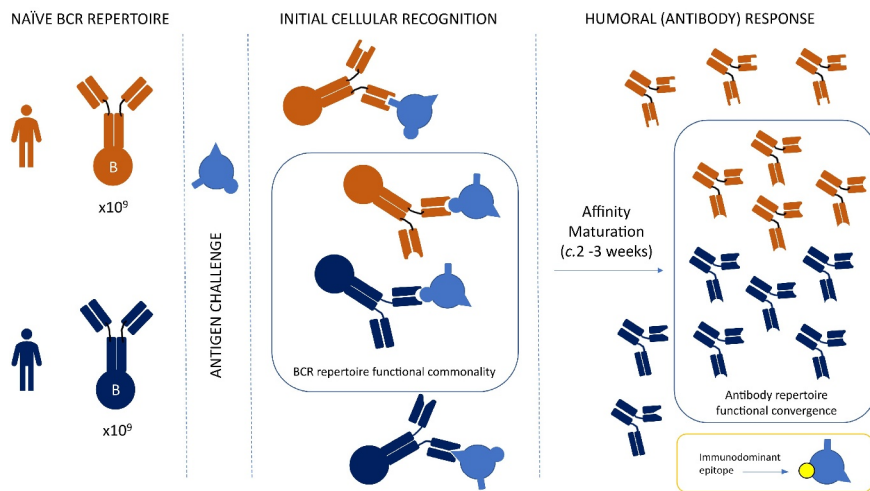 NAÏVE BCR REPERTOIRE
INITIAL CELLULAR RECOGNITION
HUMORAL (ANTIBODY) RESPONSE
B
x10⁹
ANTIGEN CHALLENGE
Affinity
Maturation
(c.2 -3 weeks)
B
x10⁹
BCR repertoire functional commonality
Antibody repertoire
functional convergence
Immunodominant
epitope